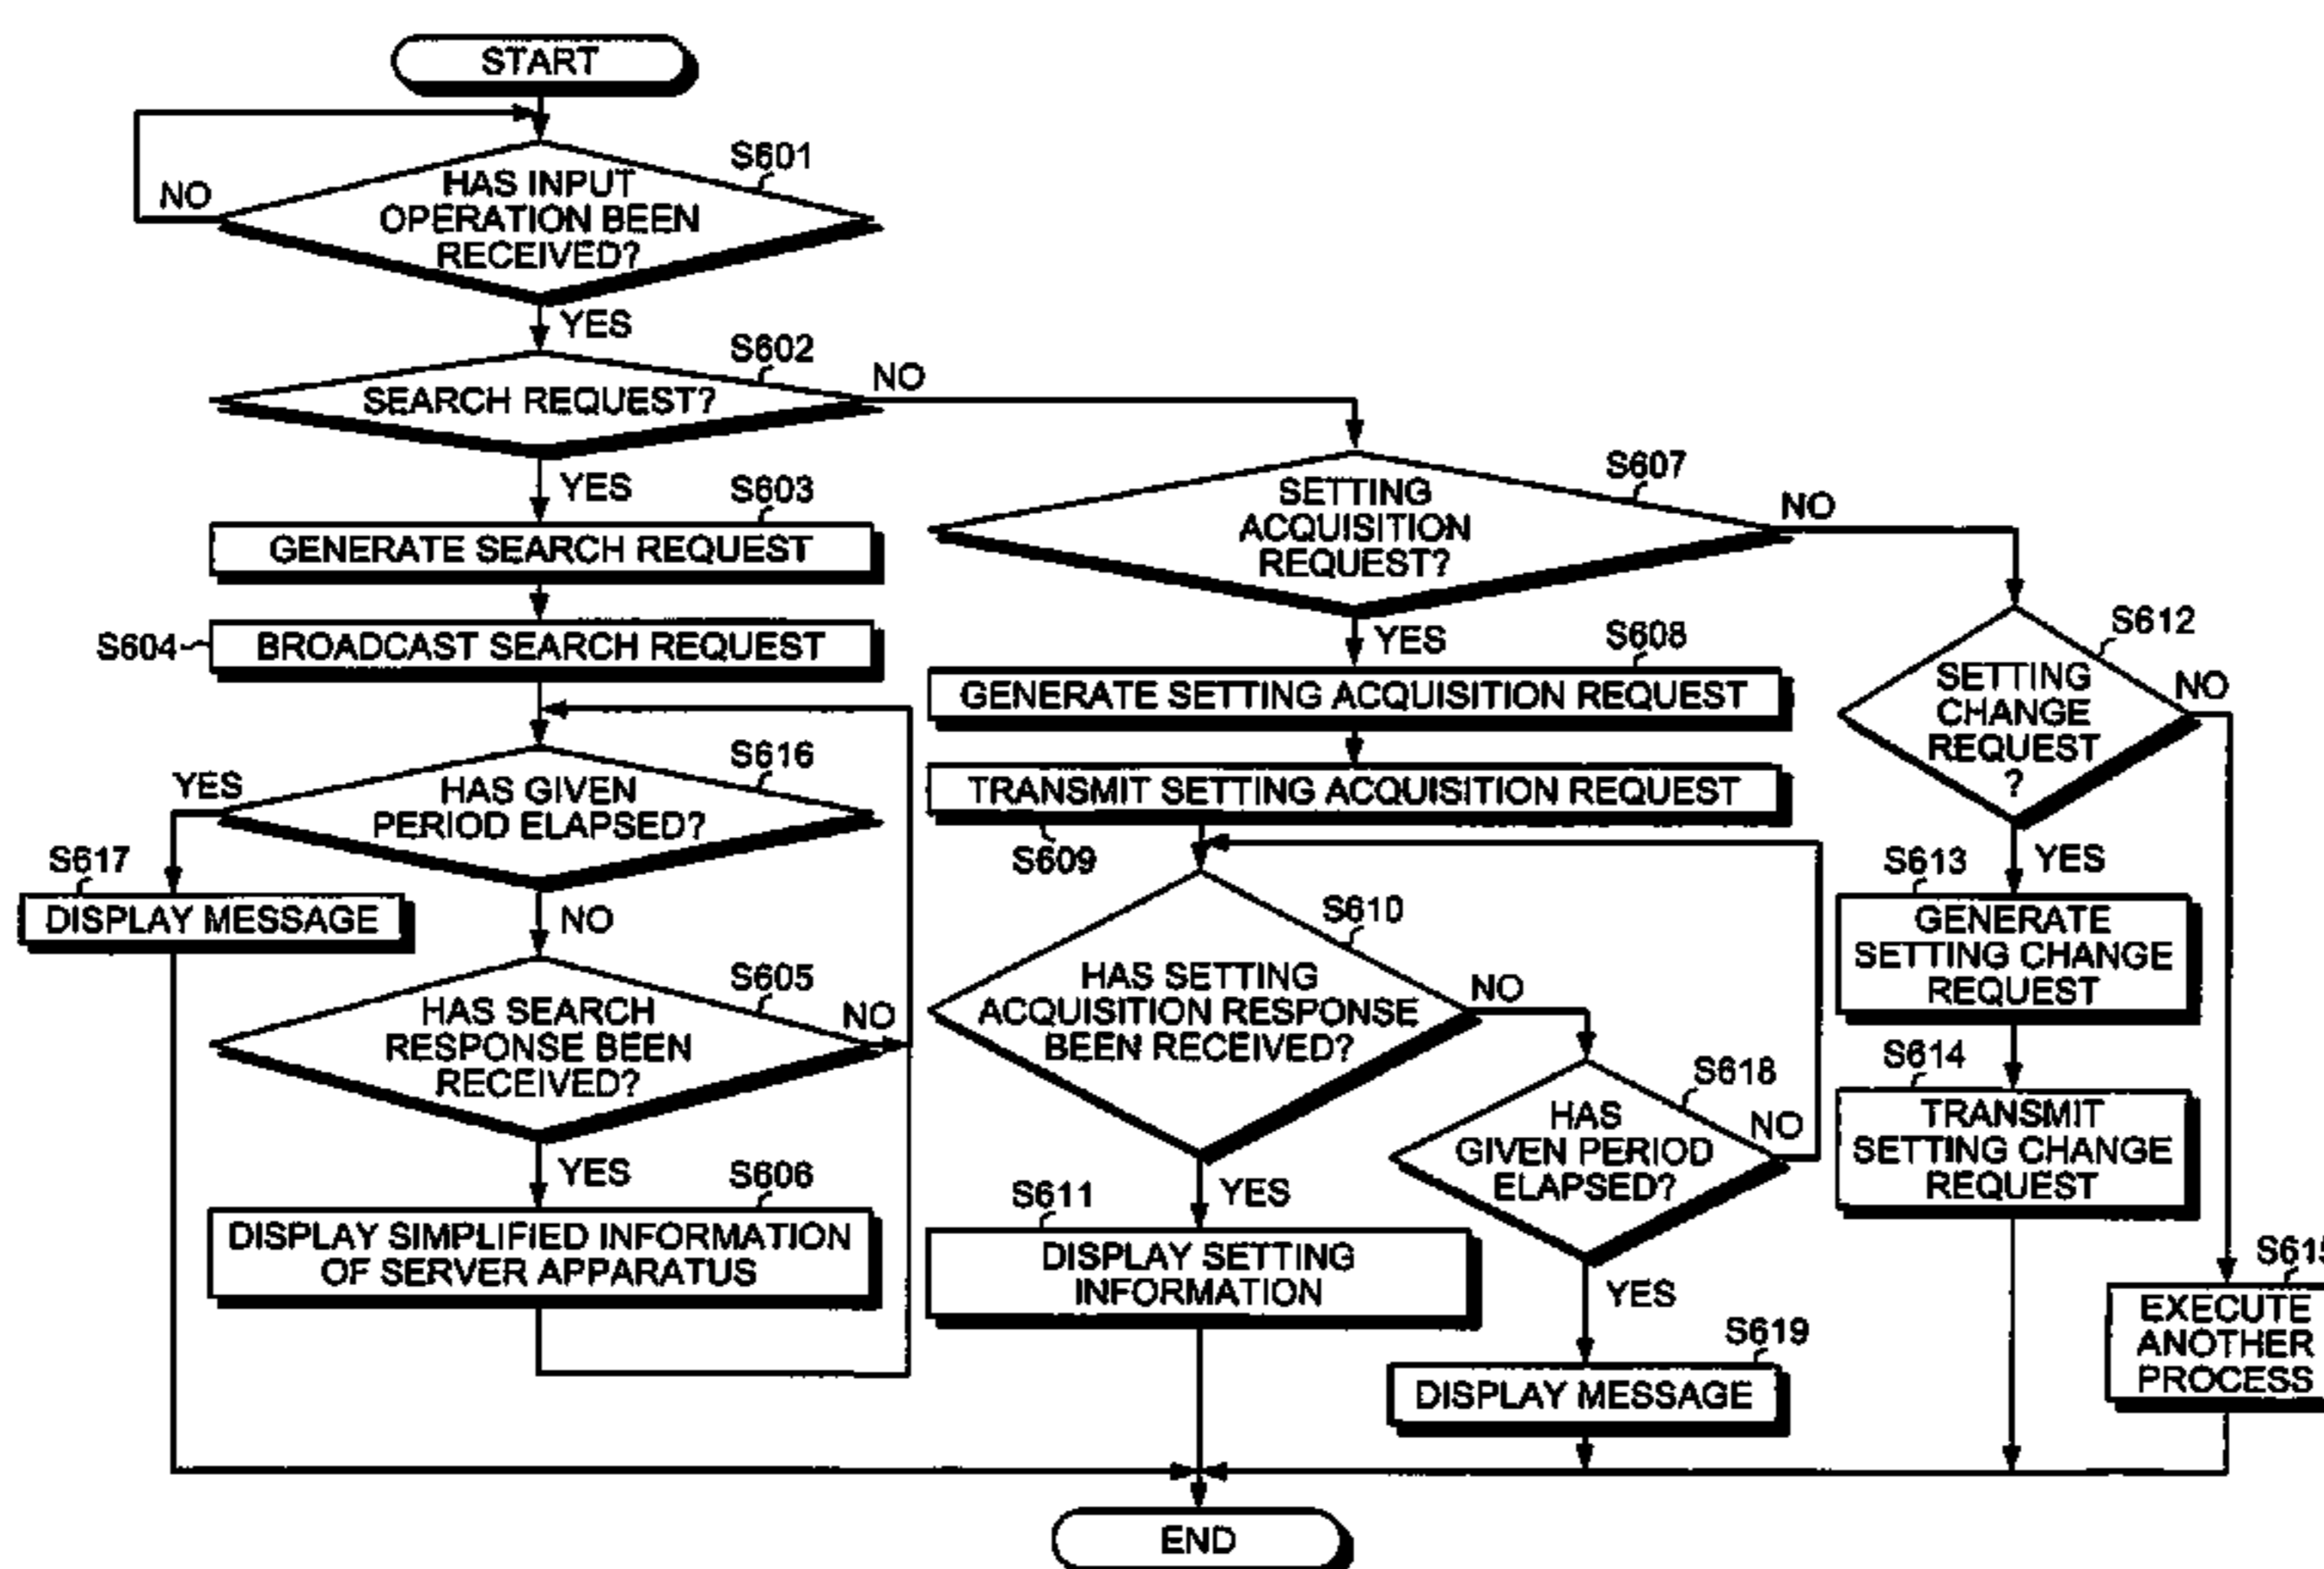 START
S601
HAS INPUT
OPERATION BEEN
RECEIVED?
NO
YES
S602
SEARCH REQUEST?
NO
YES
S603
GENERATE SEARCH REQUEST
S604
BROADCAST SEARCH REQUEST
S616
HAS GIVEN
PERIOD ELAPSED?
YES
S617
DISPLAY MESSAGE
NO
S605
HAS SEARCH
RESPONSE BEEN
RECEIVED?
NO
YES
S606
DISPLAY SIMPLIFIED INFORMATION
OF SERVER APPARATUS
S607
SETTING
ACQUISITION
REQUEST?
NO
YES
S608
GENERATE SETTING ACQUISITION REQUEST
TRANSMIT SETTING ACQUISITION REQUEST
S609
S610
HAS SETTING
ACQUISITION RESPONSE
BEEN RECEIVED?
NO
YES
S611
DISPLAY SETTING
INFORMATION
S618
HAS
GIVEN PERIOD
ELAPSED?
NO
YES
S619
DISPLAY MESSAGE
S612
SETTING
CHANGE
REQUEST
?
NO
YES
S613
GENERATE
SETTING CHANGE
REQUEST
S614
TRANSMIT
SETTING CHANGE
REQUEST
S615
EXECUTE
ANOTHER
PROCESS
END